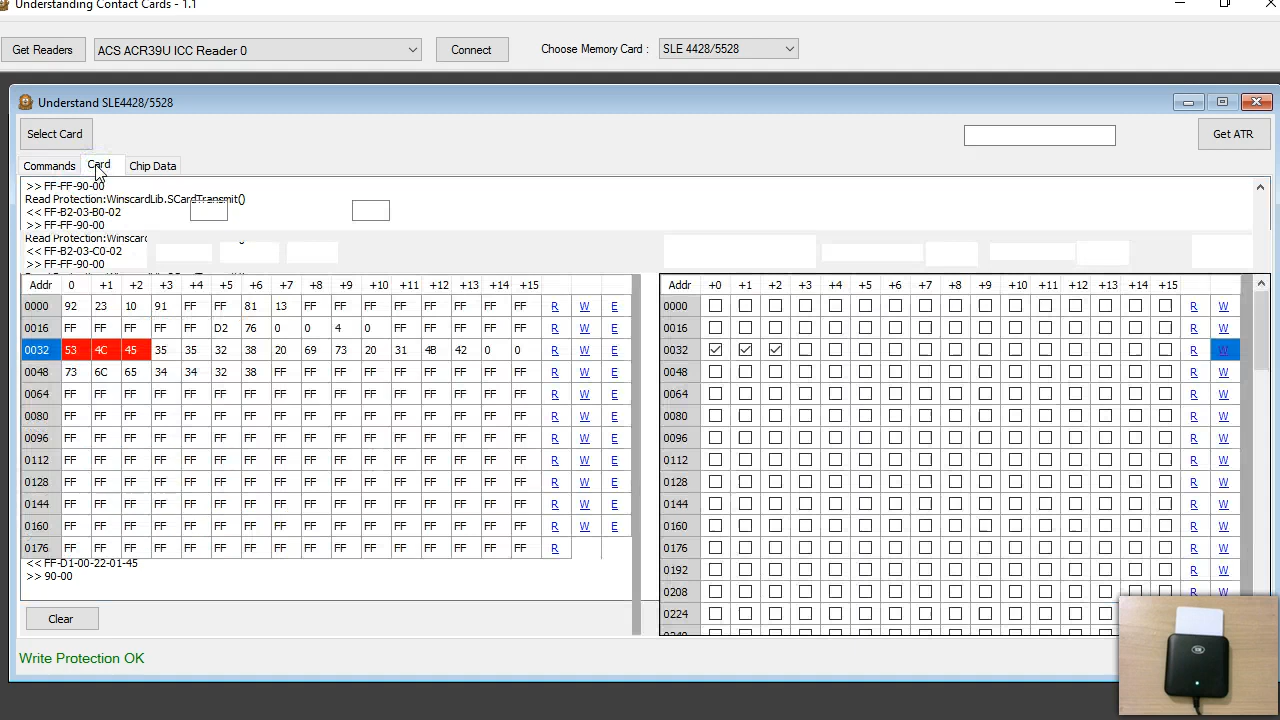 Understanding Contact Cards - 1.1
Get Readers
ACS ACR39U ICC Reader 0
Connect
Choose Memory Card :
SLE 4428/5528
Understand SLE4428/5528
Select Card
Get ATR
Commands
Card
Chip Data
>> FF-FF-90-00
Read Protection:WinscardLib.SCardTransmit()
<< FF-B2-03-B0-02
>> FF-FF-90-00
Read Protection:Winscard
<< FF-B2-03-C0-02
>> FF-FF-90-00
Addr 0 +1 +2 +3 +4 +5 +6 +7 +8 +9 +10 +11 +12 +13 +14 +15
0000 92 23 10 91 FF FF 81 13 FF FF FF FF FF FF FF FF R W E
0016 FF FF FF FF FF D2 76 0 0 4 0 FF FF FF FF FF R W E
0032 53 4C 45 35 35 32 38 20 69 73 20 31 4B 42 0 0 R W E
0048 73 6C 65 34 34 32 38 FF FF FF FF FF FF FF FF FF R W E
0064 FF FF FF FF FF FF FF FF FF FF FF FF FF FF FF FF R W E
0080 FF FF FF FF FF FF FF FF FF FF FF FF FF FF FF FF R W E
0096 FF FF FF FF FF FF FF FF FF FF FF FF FF FF FF FF R W E
0112 FF FF FF FF FF FF FF FF FF FF FF FF FF FF FF FF R W E
0128 FF FF FF FF FF FF FF FF FF FF FF FF FF FF FF FF R W E
0144 FF FF FF FF FF FF FF FF FF FF FF FF FF FF FF FF R W E
0160 FF FF FF FF FF FF FF FF FF FF FF FF FF FF FF FF R W E
0176 FF FF FF FF FF FF FF FF FF FF FF FF FF FF FF FF R
<< FF-D1-00-22-01-45
>> 90-00
Addr +0 +1 +2 +3 +4 +5 +6 +7 +8 +9 +10 +11 +12 +13 +14 +15
0000 R W
0016 R W
0032 R W
0048 R W
0064 R W
0080 R W
0096 R W
0112 R W
0128 R W
0144 R W
0160 R W
0176 R W
0192 R W
0208 R W
0224
Clear
Write Protection OK